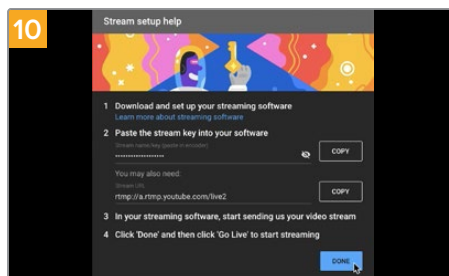 10
Stream setup help
1 Download and set up your streaming software
Learn more about streaming software
2 Paste the stream key into your software
Stream name/key (paste in encoder)
••••••••••••••••••••
COPY
You may also need:
Stream URL
rtmp://a.rtmp.youtube.com/live2
COPY
3 In your streaming software, start sending us your video stream
4 Click 'Done' and then click 'Go Live' to start streaming
DONE